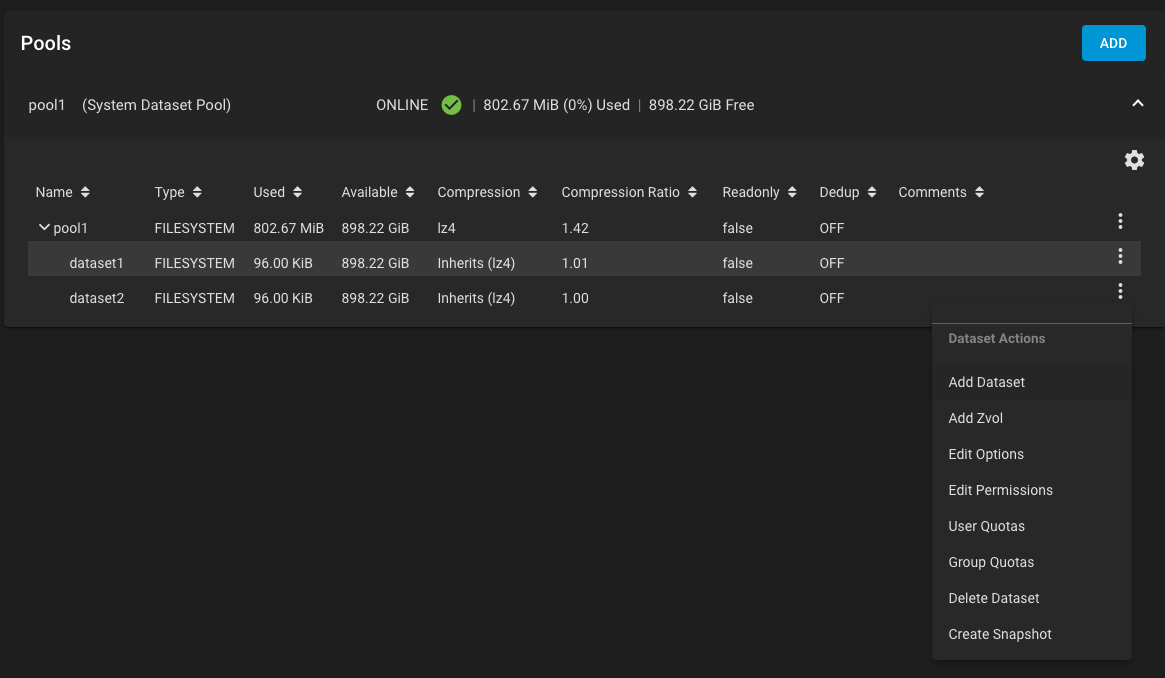 Pools
ADD
pool1 (System Dataset Pool) ONLINE | 802.67 MiB (0%) Used | 898.22 GiB Free
Name Type Used Available Compression Compression Ratio Readonly Dedup Comments
pool1 FILESYSTEM 802.67 MiB 898.22 GiB lz4 1.42 false OFF
dataset1 FILESYSTEM 96.00 KiB 898.22 GiB Inherits (lz4) 1.01 false OFF
dataset2 FILESYSTEM 96.00 KiB 898.22 GiB Inherits (lz4) 1.00 false OFF
Dataset Actions
Add Dataset
Add Zvol
Edit Options
Edit Permissions
User Quotas
Group Quotas
Delete Dataset
Create Snapshot